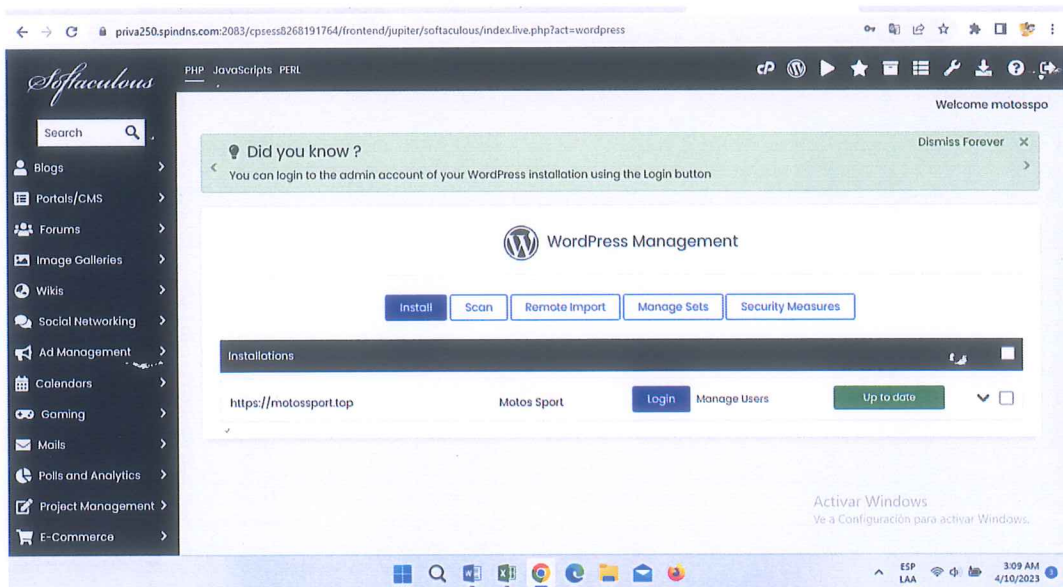 priva250.spindns.com:2083/cpsess8268191764/frontend/jupiter/softaculous/index.live.php?act=wordpress
Softaculous
PHP JavaScripts PERL
cP
Welcome motosspo
Search
Blogs
Portals/CMS
Forums
Image Galleries
Wikis
Social Networking
Ad Management
Calendars
Gaming
Mails
Polls and Analytics
Project Management
E-Commerce
Did you know ?
Dismiss Forever
You can login to the admin account of your WordPress installation using the Login button
WordPress Management
Install Scan Remote Import Manage Sets Security Measures
Installations
https://motossport.top Motos Sport Login Manage Users Up to date
Activar Windows
Ve a Configuración para activar Windows.
ESP
LAA
3:09 AM
4/10/2023